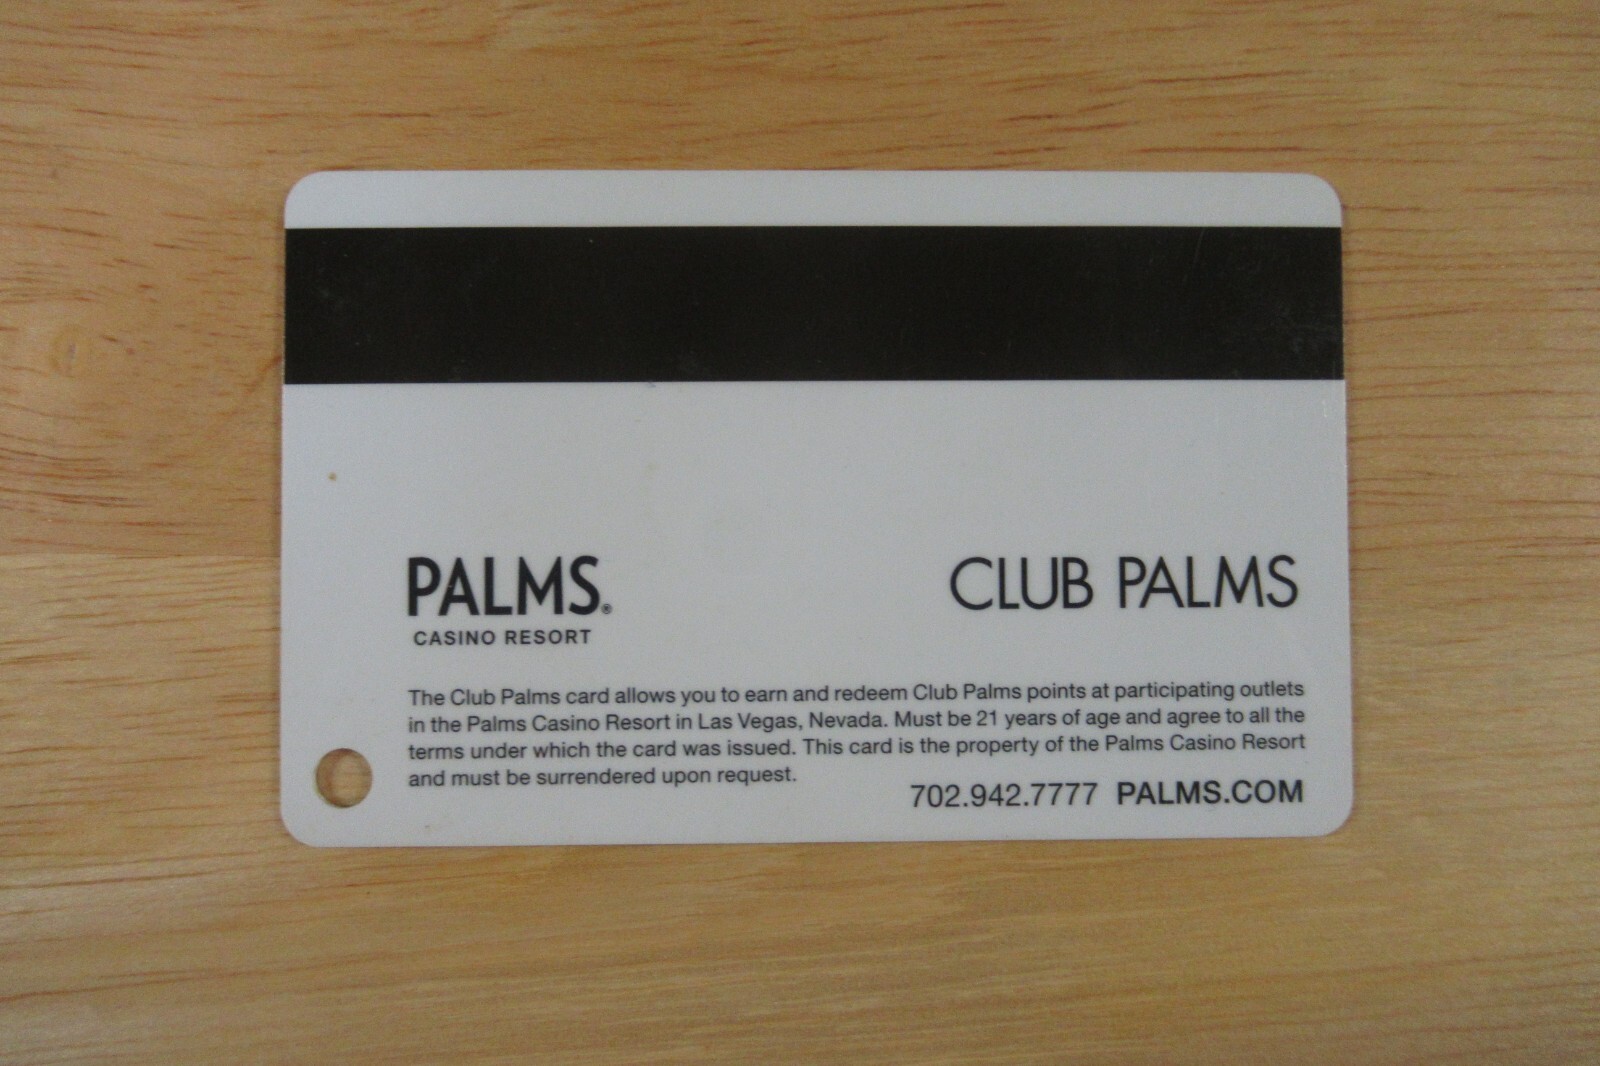 PALMS®
CASINO RESORT
CLUB PALMS
The Club Palms card allows you to earn and redeem Club Palms points at participating outlets
in the Palms Casino Resort in Las Vegas, Nevada. Must be 21 years of age and agree to all the
terms under which the card was issued. This card is the property of the Palms Casino Resort
and must be surrendered upon request.
702.942.7777 PALMS.COM